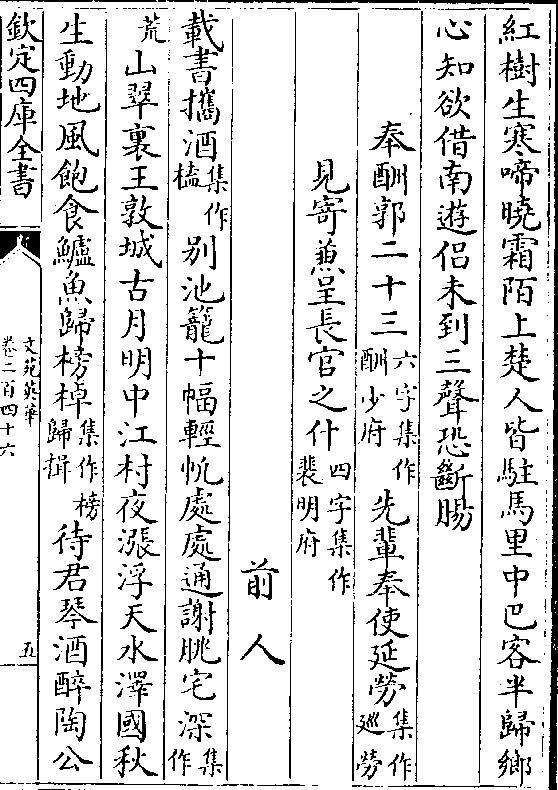 紅樹生寒啼曉霜陌上楚人皆駐馬里中巴客半歸鄉
心知欲借南遊侶未到三聲恐斷腸
奉酬郭二十三六字集作酬少府先輩奉使延勞集作廵勞
見寄兼呈長官之什四字集作裴明府
前人
載書攜酒集作榼别池籠十幅輕帆處處通謝朓宅深集作
荒山翠裏王敦城古月明中江村夜漲浮天水澤國秋
生動地風飽食鱸魚歸榜棹集作榜歸楫待君琴酒醉陶公
欽定四庫全書
文苑英華
卷二百四十六
五